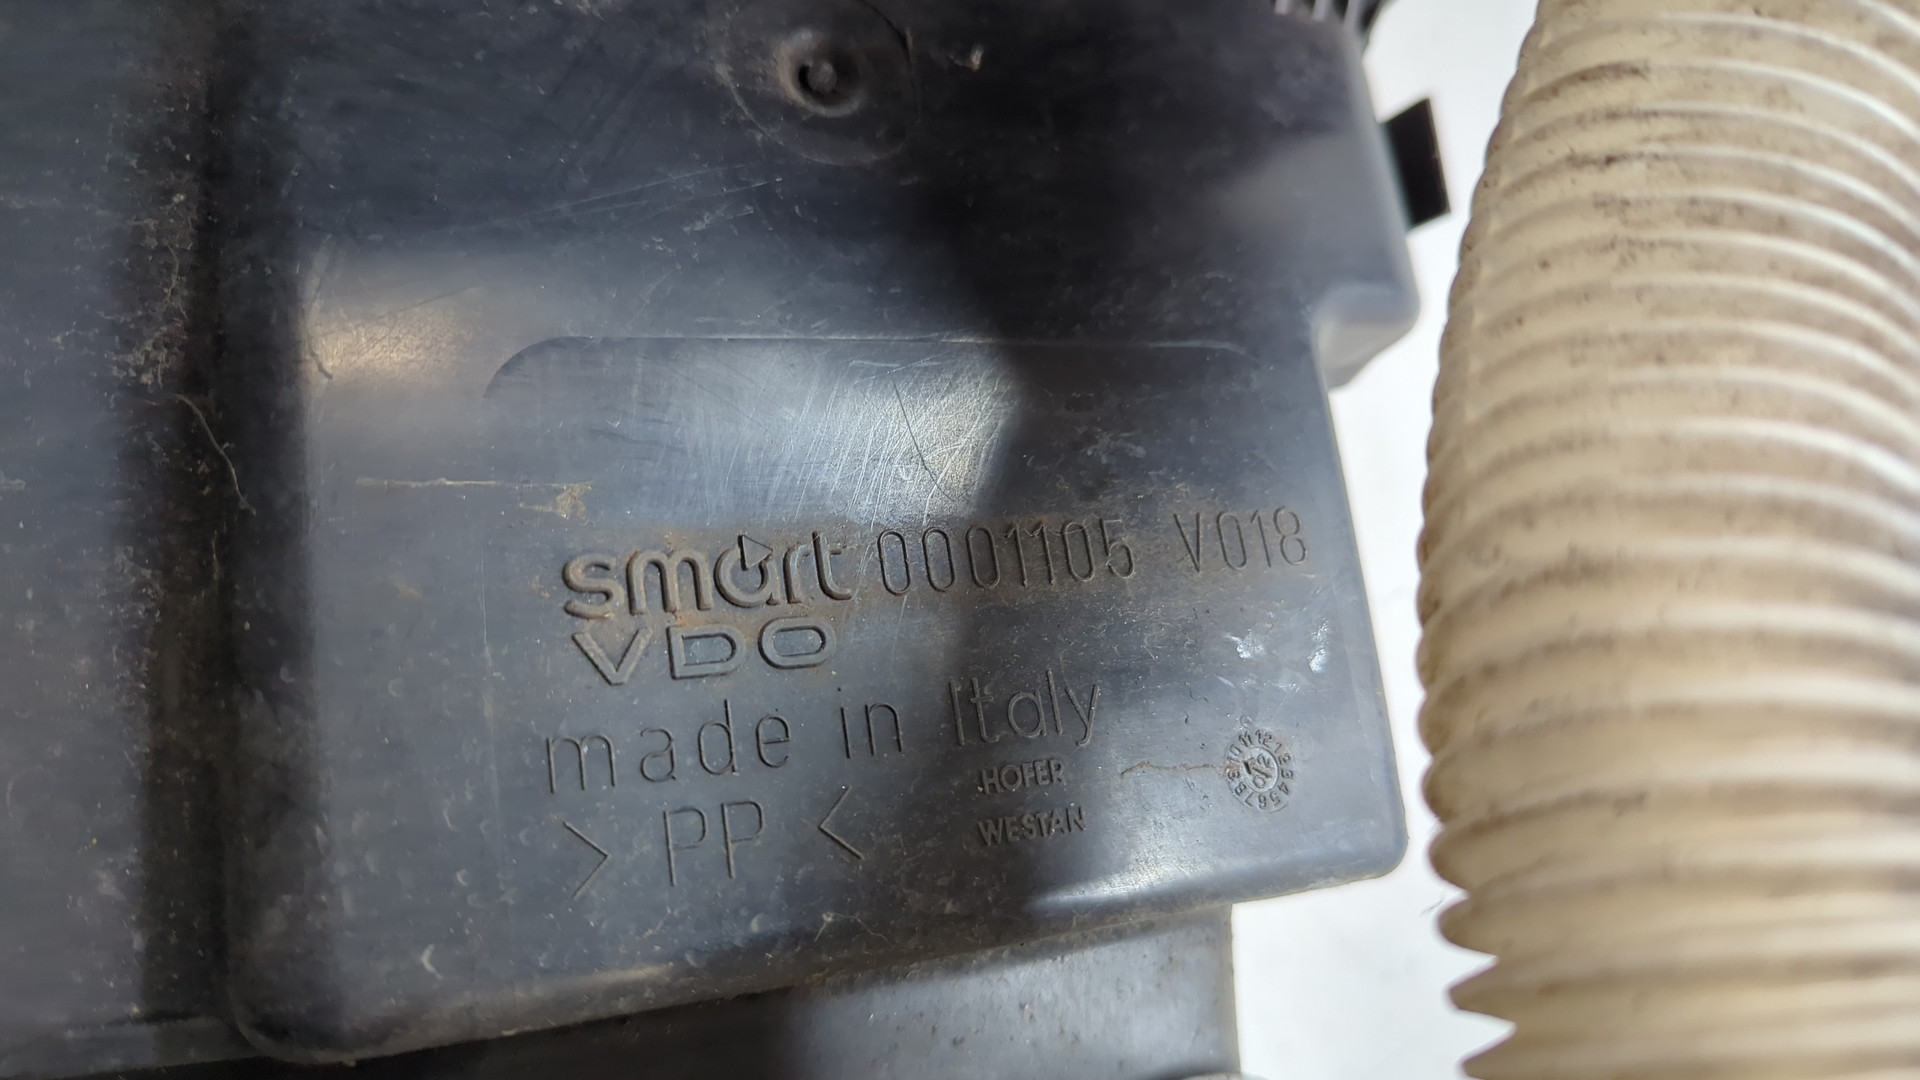 smart 0001105 V018
VDO
made in Italy
HOFER
> PP <
WESTAN